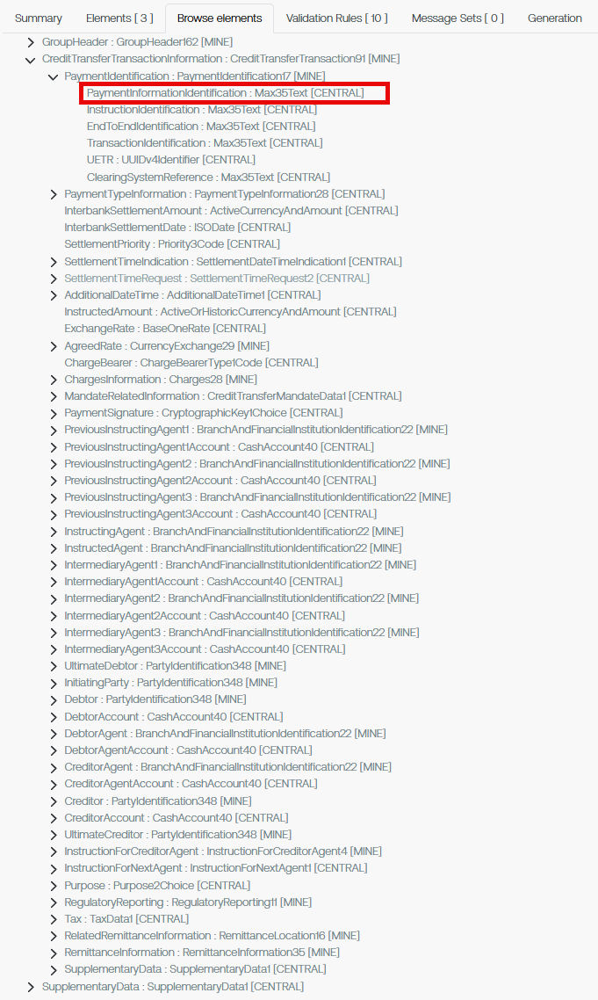 Summary Elements [ 3 ] Browse elements Validation Rules [ 10 ] Message Sets [ 0 ] Generation
GroupHeader : GroupHeader162 [MINE]
CreditTransferTransactionInformation : CreditTransferTransaction91 [MINE]
PaymentIdentification : PaymentIdentification17 [MINE]
PaymentInformationIdentification : Max35Text [CENTRAL]
InstructionIdentification : Max35Text [CENTRAL]
EndToEndIdentification : Max35Text [CENTRAL]
TransactionIdentification : Max35Text [CENTRAL]
UETR : UUIDv4Identifier [CENTRAL]
ClearingSystemReference : Max35Text [CENTRAL]
PaymentTypeInformation : PaymentTypeInformation28 [CENTRAL]
InterbankSettlementAmount : ActiveCurrencyAndAmount [CENTRAL]
InterbankSettlementDate : ISODate [CENTRAL]
SettlementPriority : Priority3Code [CENTRAL]
SettlementTimeIndication : SettlementDateTimeIndication1 [CENTRAL]
SettlementTimeRequest : SettlementTimeRequest2 [CENTRAL]
AdditionalDateTime : AdditionalDateTime1 [CENTRAL]
InstructedAmount : ActiveOrHistoricCurrencyAndAmount [CENTRAL]
ExchangeRate : BaseOneRate [CENTRAL]
AgreedRate : CurrencyExchange29 [MINE]
ChargeBearer : ChargeBearerType1Code [CENTRAL]
ChargesInformation : Charges28 [MINE]
MandateRelatedInformation : CreditTransferMandateData1 [CENTRAL]
PaymentSignature : CryptographicKey1Choice [CENTRAL]
PreviousInstructingAgent1 : BranchAndFinancialInstitutionIdentification22 [MINE]
PreviousInstructingAgent1Account : CashAccount40 [CENTRAL]
PreviousInstructingAgent2 : BranchAndFinancialInstitutionIdentification22 [MINE]
PreviousInstructingAgent2Account : CashAccount40 [CENTRAL]
PreviousInstructingAgent3 : BranchAndFinancialInstitutionIdentification22 [MINE]
PreviousInstructingAgent3Account : CashAccount40 [CENTRAL]
InstructingAgent : BranchAndFinancialInstitutionIdentification22 [MINE]
InstructedAgent : BranchAndFinancialInstitutionIdentification22 [MINE]
IntermediaryAgent1 : BranchAndFinancialInstitutionIdentification22 [MINE]
IntermediaryAgent1Account : CashAccount40 [CENTRAL]
IntermediaryAgent2 : BranchAndFinancialInstitutionIdentification22 [MINE]
IntermediaryAgent2Account : CashAccount40 [CENTRAL]
IntermediaryAgent3 : BranchAndFinancialInstitutionIdentification22 [MINE]
IntermediaryAgent3Account : CashAccount40 [CENTRAL]
UltimateDebtor : PartyIdentification348 [MINE]
InitiatingParty : PartyIdentification348 [MINE]
Debtor : PartyIdentification348 [MINE]
DebtorAccount : CashAccount40 [CENTRAL]
DebtorAgent : BranchAndFinancialInstitutionIdentification22 [MINE]
DebtorAgentAccount : CashAccount40 [CENTRAL]
CreditorAgent : BranchAndFinancialInstitutionIdentification22 [MINE]
CreditorAgentAccount : CashAccount40 [CENTRAL]
Creditor : PartyIdentification348 [MINE]
CreditorAccount : CashAccount40 [CENTRAL]
UltimateCreditor : PartyIdentification348 [MINE]
InstructionForCreditorAgent : InstructionForCreditorAgent4 [MINE]
InstructionForNextAgent : InstructionForNextAgent1 [CENTRAL]
Purpose : Purpose2Choice [CENTRAL]
RegulatoryReporting : RegulatoryReporting11 [MINE]
Tax : TaxData1 [CENTRAL]
RelatedRemittanceInformation : RemittanceLocation16 [MINE]
RemittanceInformation : RemittanceInformation35 [MINE]
SupplementaryData : SupplementaryData1 [CENTRAL]
SupplementaryData : SupplementaryData1 [CENTRAL]